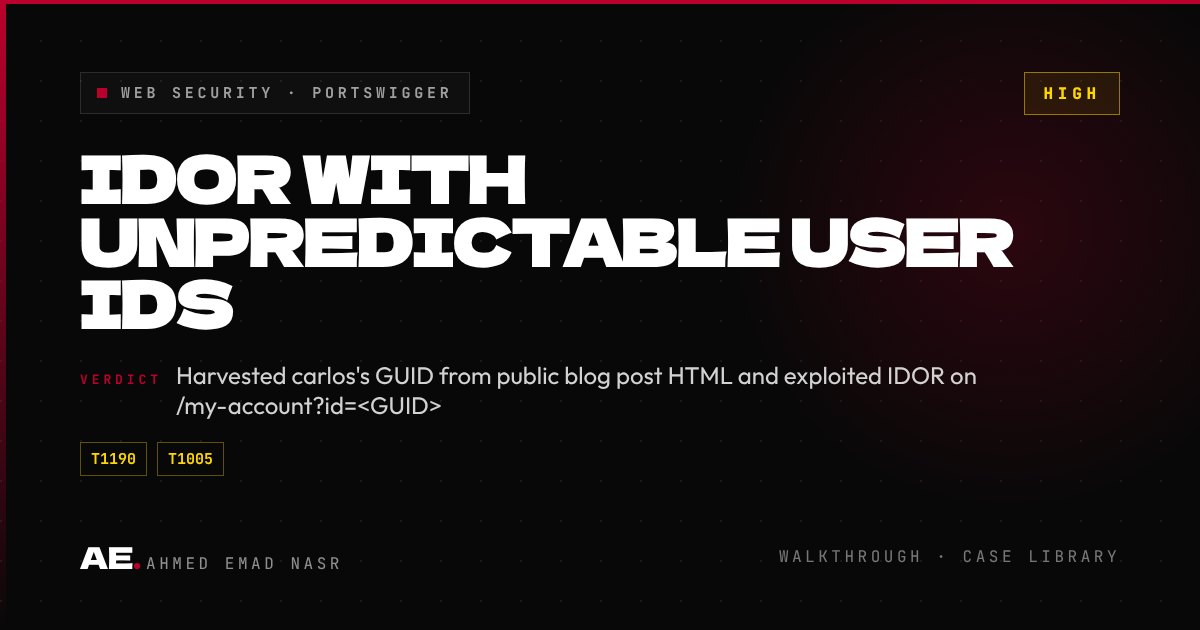 WEB SECURITY · PORTSWIGGER
HIGH
IDOR WITH
UNPREDICTABLE USER
IDS
VERDICT
Harvested carlos's GUID from public blog post HTML and exploited IDOR on
/my-account?id=<GUID>
T1190 T1005
AE. AHMED EMAD NASR
WALKTHROUGH · CASE LIBRARY